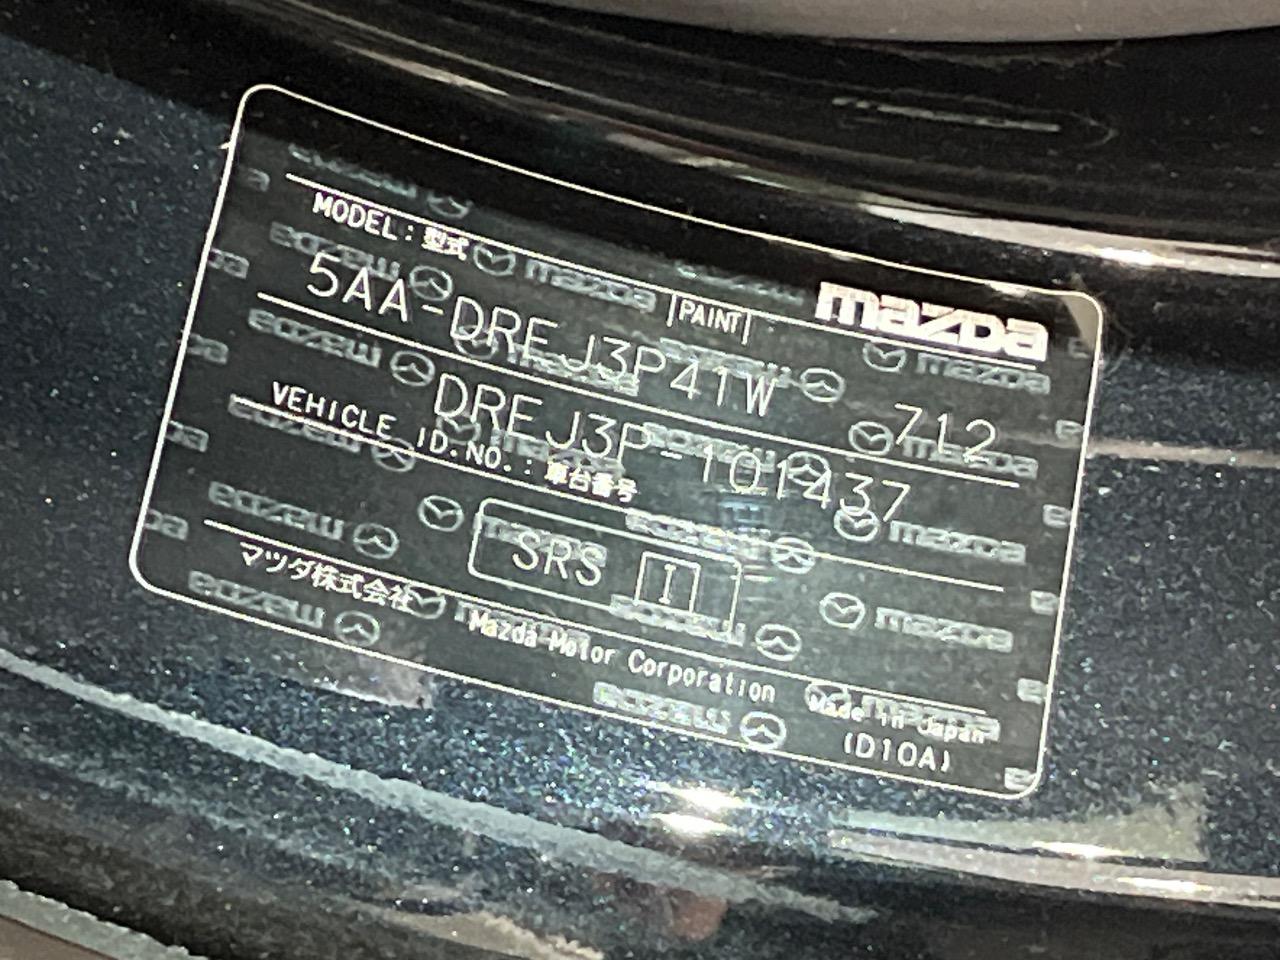 mazda
MODEL:型式
PAINT
5AA-DREJ3P41W 712
DREJ3P-101437
VEHICLE ID.NO.:車台番号
SRS I
マツダ株式会社 Mazda Motor Corporation Made in Japan
(D10A)